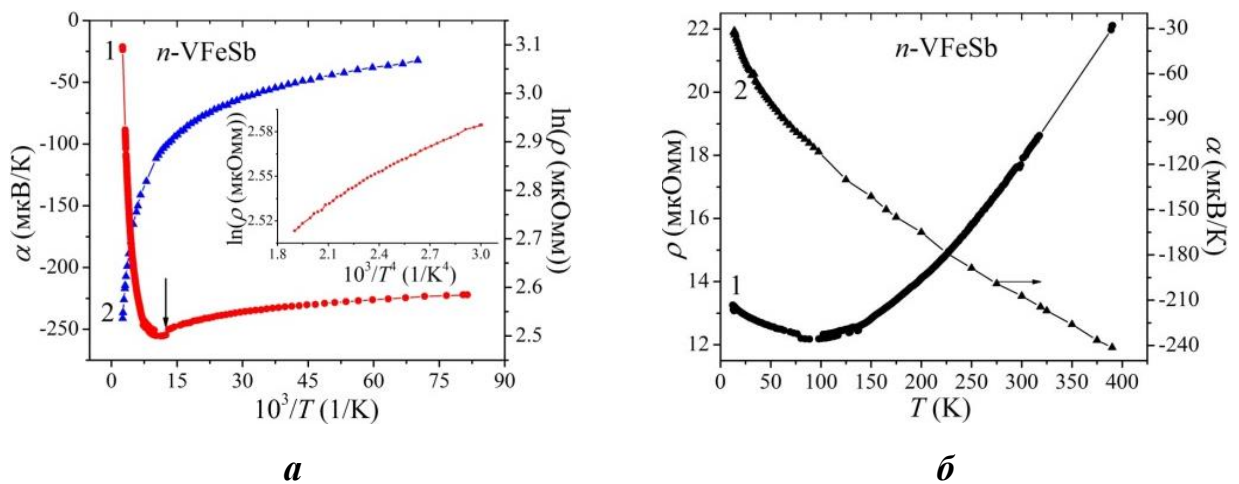 n-VFeSb
1
2
α (мкВ/К)
0
-50
-100
-150
-200
-250
ln(ρ (мкОмм))
3.1
3.0
2.9
2.8
2.7
2.6
2.5
0 15 30 45 60 75 90
10³/T (1/K)
ln(ρ (мкОмм))
2.58
2.55
2.52
1.9 2.1 2.4 2.7 3.0
10³/T⁴ (1/K⁴)
а
n-VFeSb
2
1
ρ (мкОмм)
22
20
18
16
14
12
α (мкВ/К)
-30
-60
-90
-120
-150
-180
-210
-240
0 50 100 150 200 250 300 350 400
T (K)
б